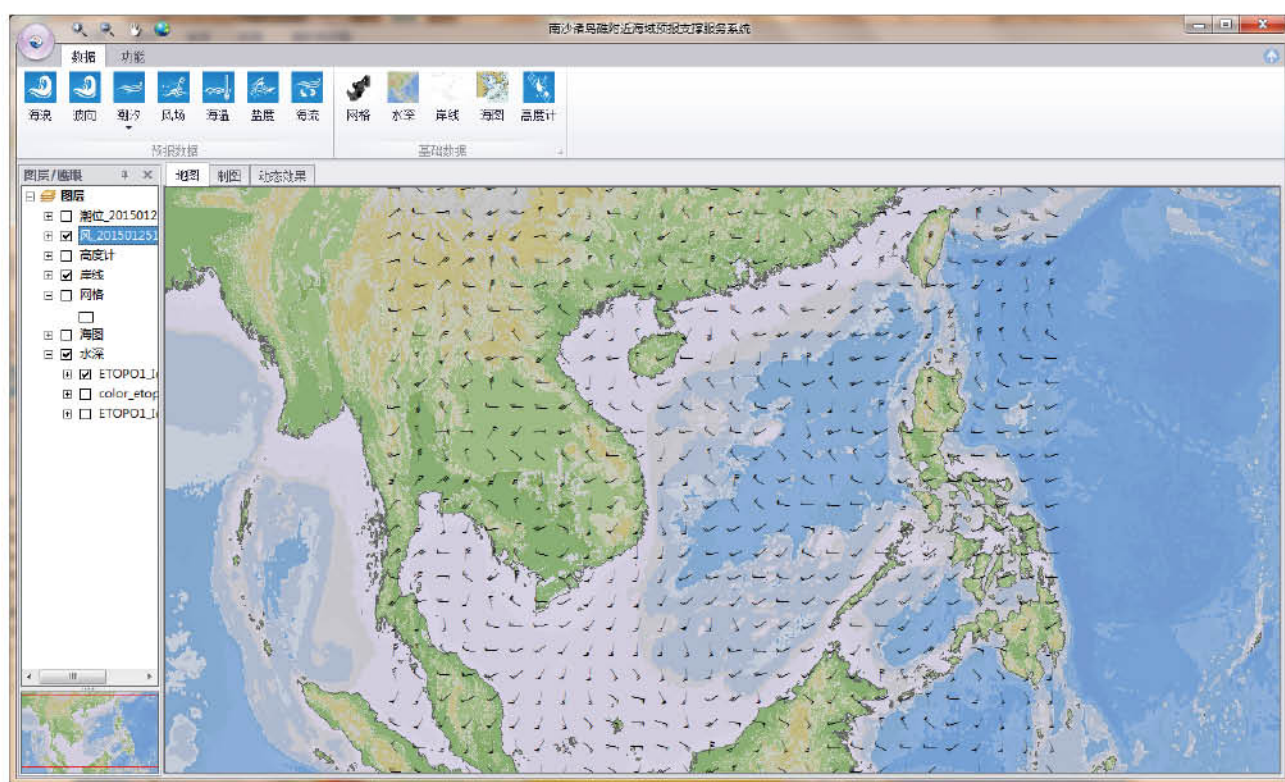 南沙诸岛礁附近海域预报支撑服务系统
数据 功能
海浪 波向 潮汐 风场 海温 盐度 海流 网格 水深 岸线 海图 高度计
预报数据 基础数据
图层/鹰眼 地图 制图 动态效果
图层
潮位_2015012
风_201501251
高度计
岸线
网格
海图
水深
ETOPO1_I
color_etop
ETOPO1_I